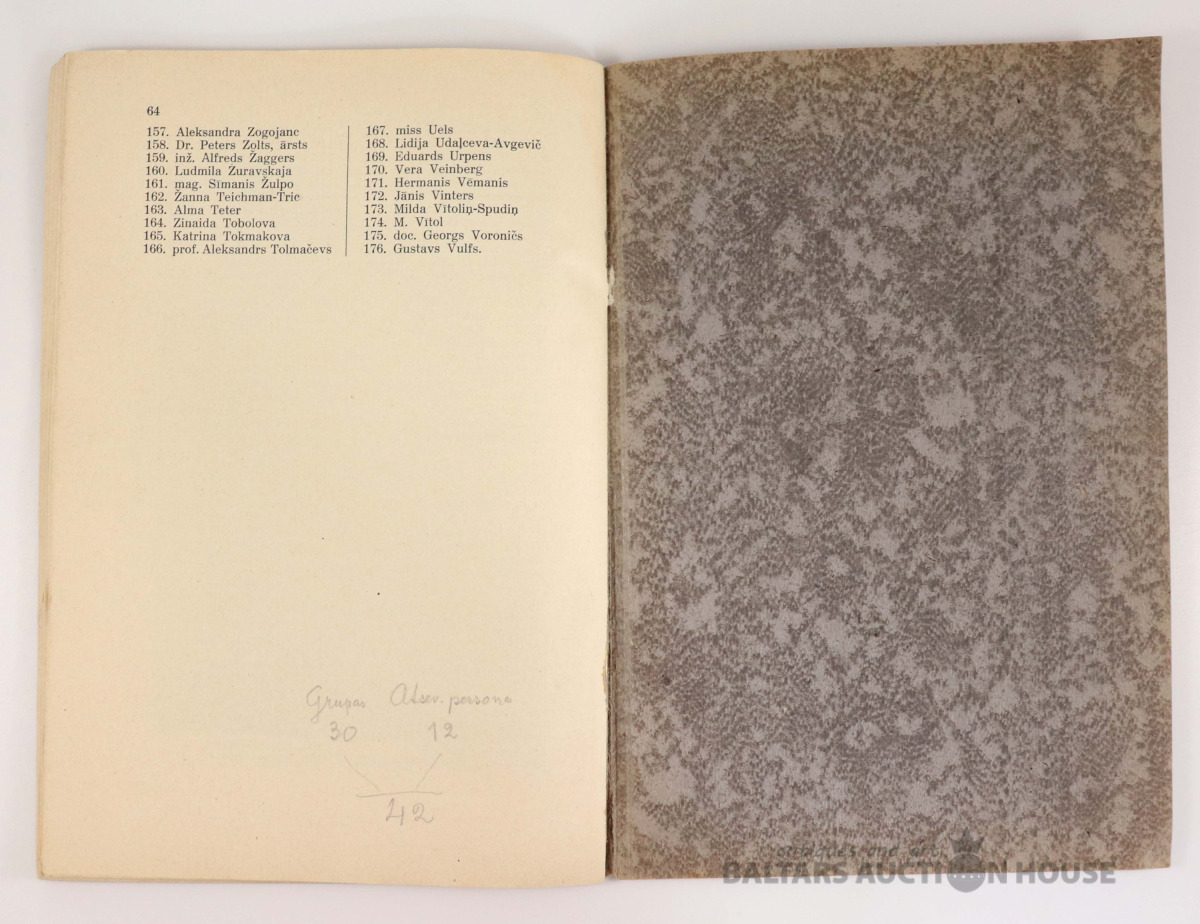 64
157. Aleksandra Zogojanc
158. Dr. Peters Zolts, ārsts
159. inž. Alfreds Žaggers
160. Ludmila Žuravskaja
161. mag. Sīmanis Žulpo
162. Žanna Teichman-Tric
163. Alma Teter
164. Zinaida Tobolova
165. Katrina Tokmakova
166. prof. Aleksandrs Tolmačevs
167. miss Uels
168. Lidija Udaļceva-Avgevič
169. Eduards Urpens
170. Vera Veinberg
171. Hermanis Vēmanis
172. Jānis Vinters
173. Milda Vītoliņ-Spudiņ
174. M. Vītol
175. doc. Georgs Voroničs
176. Gustavs Vulfs.
Grupas Atsev. persona
30 12
42
antiques and art
BALTARS AUCTION HOUSE